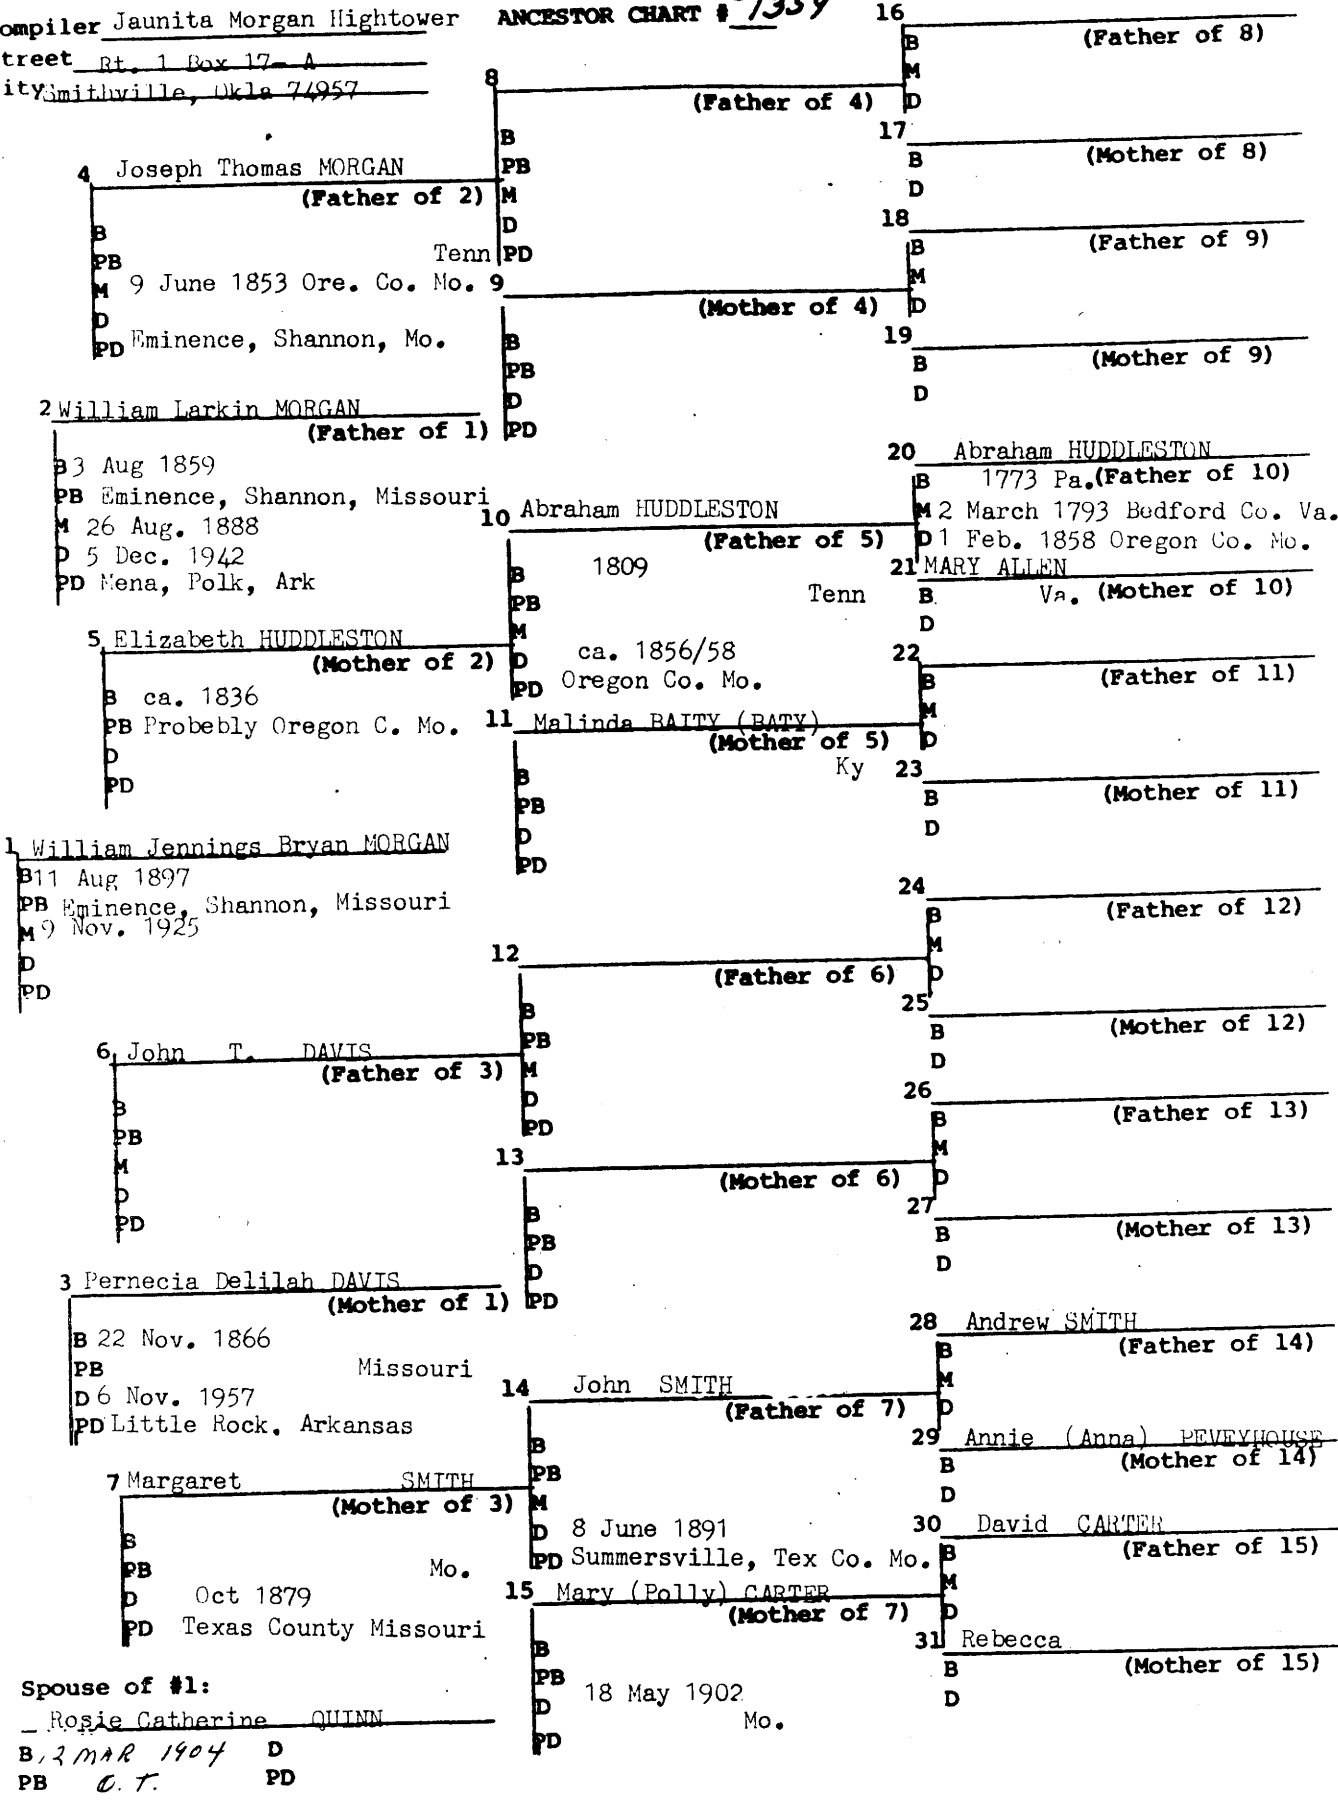 ompiler Jaunita Morgan Hightower
treet Rt. 1 Box 17- A
ity Smithville, Okla 74957
ANCESTOR CHART #
1 William Jennings Bryan MORGAN
B 11 Aug 1897
PB Eminence, Shannon, Missouri
M 9 Nov. 1925
D
PD
2 William Larkin MORGAN
(Father of 1)
B 3 Aug 1859
PB Eminence, Shannon, Missouri
M 26 Aug. 1888
D 5 Dec. 1942
PD Mena, Polk, Ark
3 Pernecia Delilah DAVIS
(Mother of 1)
B 22 Nov. 1866
PB Missouri
D 6 Nov. 1957
PD Little Rock. Arkansas
4 Joseph Thomas MORGAN
(Father of 2)
B
PB Tenn
M 9 June 1853 Ore. Co. Mo.
D
PD Eminence, Shannon, Mo.
5 Elizabeth HUDDLESTON
(Mother of 2)
B ca. 1836
PB Probebly Oregon C. Mo.
D
PD
6 John T. DAVIS
(Father of 3)
B
PB
M
D
PD
7 Margaret SMITH
(Mother of 3)
B
PB Mo.
D Oct 1879
PD Texas County Missouri
Spouse of #1:
Rosie Catherine QUINN
B 12 MAR 1904 D
PB O. T. PD
8
(Father of 4)
B
PB
M
D
PD
9
(Mother of 4)
B
PB
D
PD
10 Abraham HUDDLESTON
(Father of 5)
B 1809
PB Tenn
M
D ca. 1856/58
PD Oregon Co. Mo.
11 Malinda BAITY (BATY)
(Mother of 5)
Ky
B
PB
D
PD
12
(Father of 6)
B
PB
M
D
PD
13
(Mother of 6)
B
PB
D
PD
14 John SMITH
(Father of 7)
B
PB
M
D 8 June 1891
PD Summersville, Tex Co. Mo.
15 Mary (Polly) CARTER
(Mother of 7)
B
PB
D 18 May 1902
Mo.
PD
16
(Father of 8)
B
M
D
17
(Mother of 8)
B
D
18
(Father of 9)
B
M
D
19
(Mother of 9)
B
D
20 Abraham HUDDLESTON
B 1773 Pa. (Father of 10)
M 2 March 1793 Bedford Co. Va.
D 1 Feb. 1858 Oregon Co. Mo.
21 MARY ALLEN
B Va. (Mother of 10)
D
22
(Father of 11)
B
M
D
23
(Mother of 11)
B
D
24
(Father of 12)
B
M
D
25
(Mother of 12)
B
D
26
(Father of 13)
B
M
D
27
(Mother of 13)
B
D
28 Andrew SMITH
(Father of 14)
B
M
D
29 Annie (Anna) PEVEYHOUSE
(Mother of 14)
B
D
30 David CARTER
(Father of 15)
B
M
D
31 Rebecca
(Mother of 15)
B
D